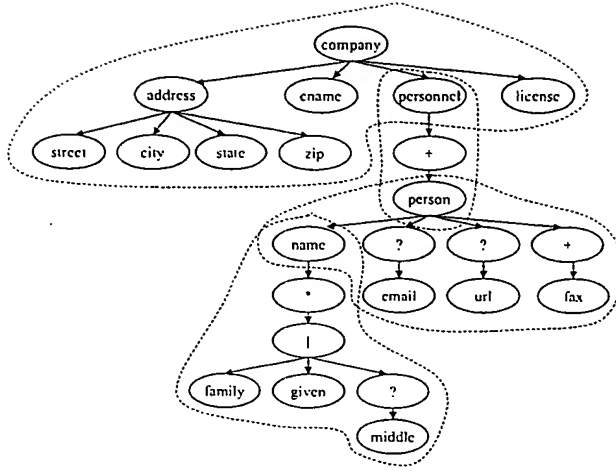 company
address cname personnel license
street city state zip +
person
name ? ? +
* email url fax
|
family given ?
middle